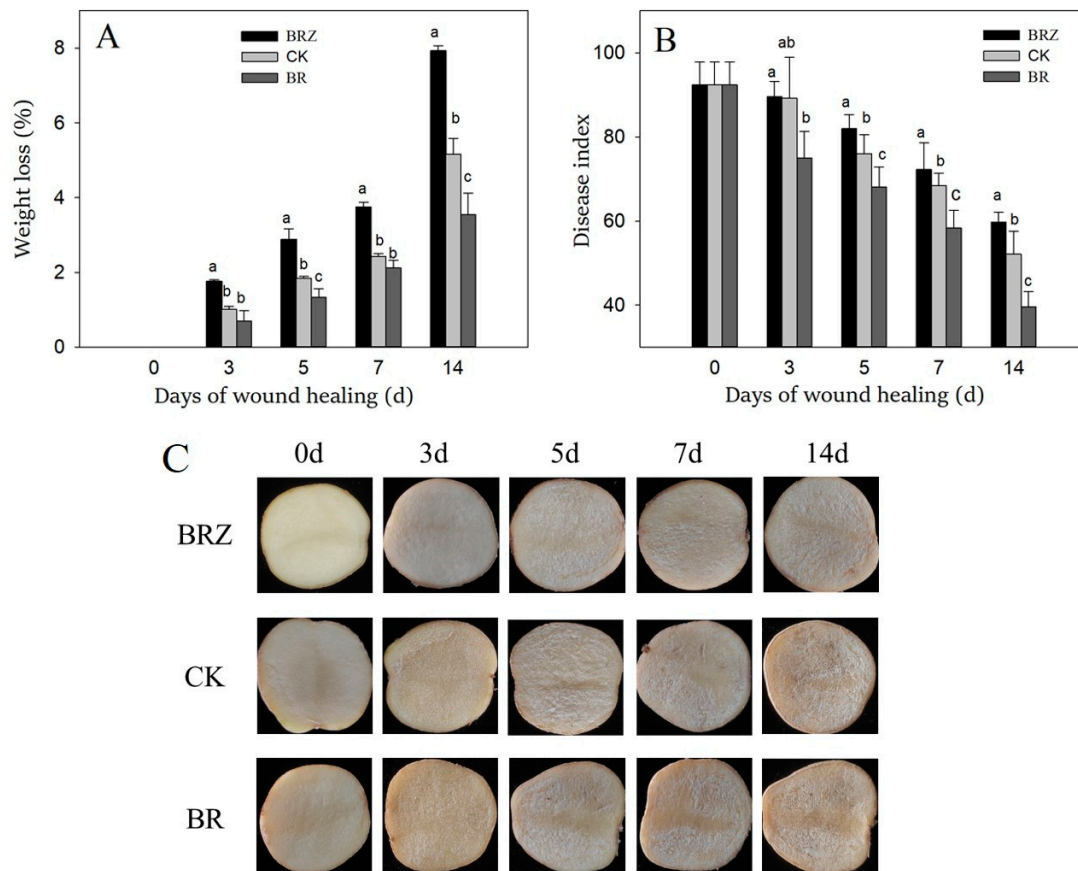 A
BRZ
CK
BR
Weight loss (%)
8
6
4
2
0
a
b
b
a
b
c
a
b
b
a
b
c
0 3 5 7 14
Days of wound healing (d)
B
BRZ
CK
BR
Disease index
100
80
60
40
a
ab
b
a
b
c
a
b
c
a
b
c
0 3 5 7 14
Days of wound healing (d)
C
0d 3d 5d 7d 14d
BRZ
CK
BR